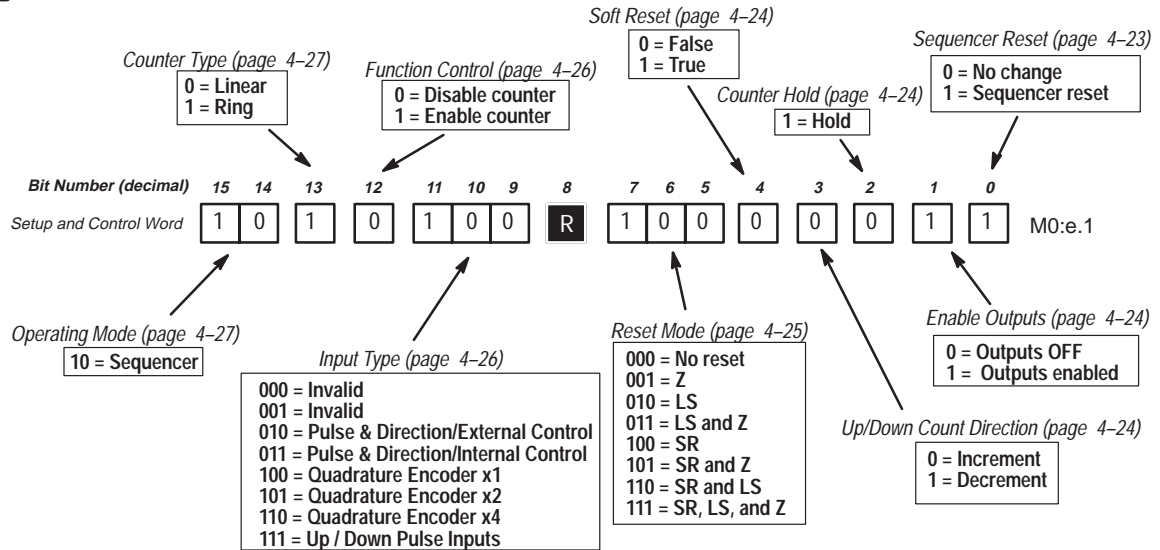 Soft Reset (page 4–24)
0 = False
1 = True
Counter Type (page 4–27)
0 = Linear
1 = Ring
Function Control (page 4–26)
0 = Disable counter
1 = Enable counter
Counter Hold (page 4–24)
1 = Hold
Sequencer Reset (page 4–23)
0 = No change
1 = Sequencer reset
Bit Number (decimal) 15 14 13 12 11 10 9 8 7 6 5 4 3 2 1 0
Setup and Control Word 1 0 1 0 1 0 0 R 1 0 0 0 0 0 1 1 M0:e.1
Operating Mode (page 4–27)
10 = Sequencer
Input Type (page 4–26)
000 = Invalid
001 = Invalid
010 = Pulse & Direction/External Control
011 = Pulse & Direction/Internal Control
100 = Quadrature Encoder x1
101 = Quadrature Encoder x2
110 = Quadrature Encoder x4
111 = Up / Down Pulse Inputs
Reset Mode (page 4–25)
000 = No reset
001 = Z
010 = LS
011 = LS and Z
100 = SR
101 = SR and Z
110 = SR and LS
111 = SR, LS, and Z
Enable Outputs (page 4–24)
0 = Outputs OFF
1 = Outputs enabled
Up/Down Count Direction (page 4–24)
0 = Increment
1 = Decrement